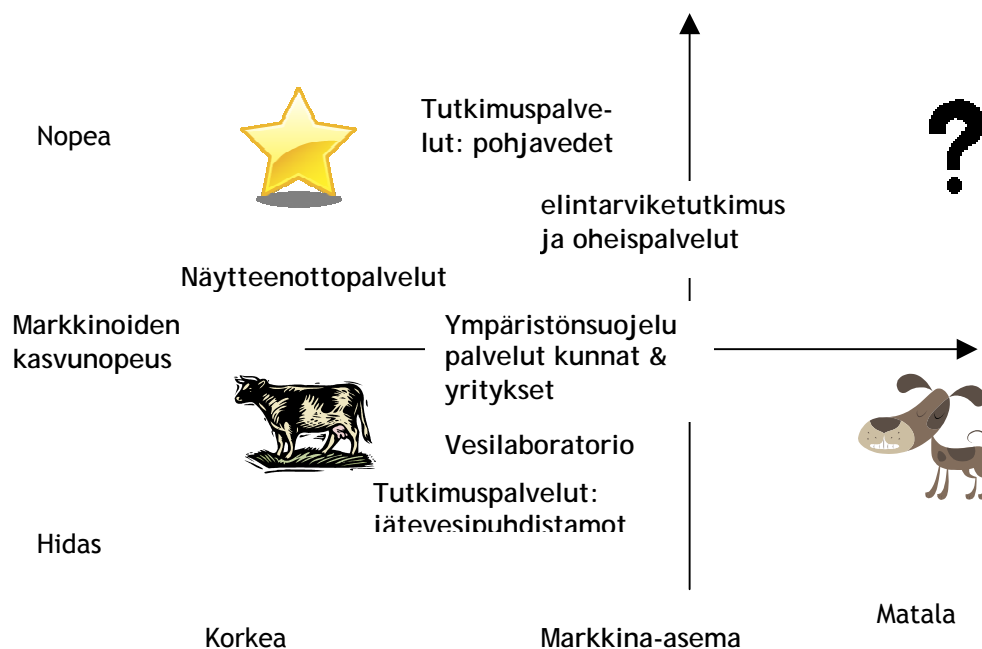 Nopea
Tutkimuspalve-
lut: pohjavedet
?
elintarviketutkimus
ja oheispalvelut
Näytteenottopalvelut
Markkinoiden
kasvunopeus
Ympäristönsuojelu
palvelut kunnat &
yritykset
Vesilaboratorio
Tutkimuspalvelut:
jätevesipuhdistamot
Hidas
Matala
Korkea
Markkina-asema